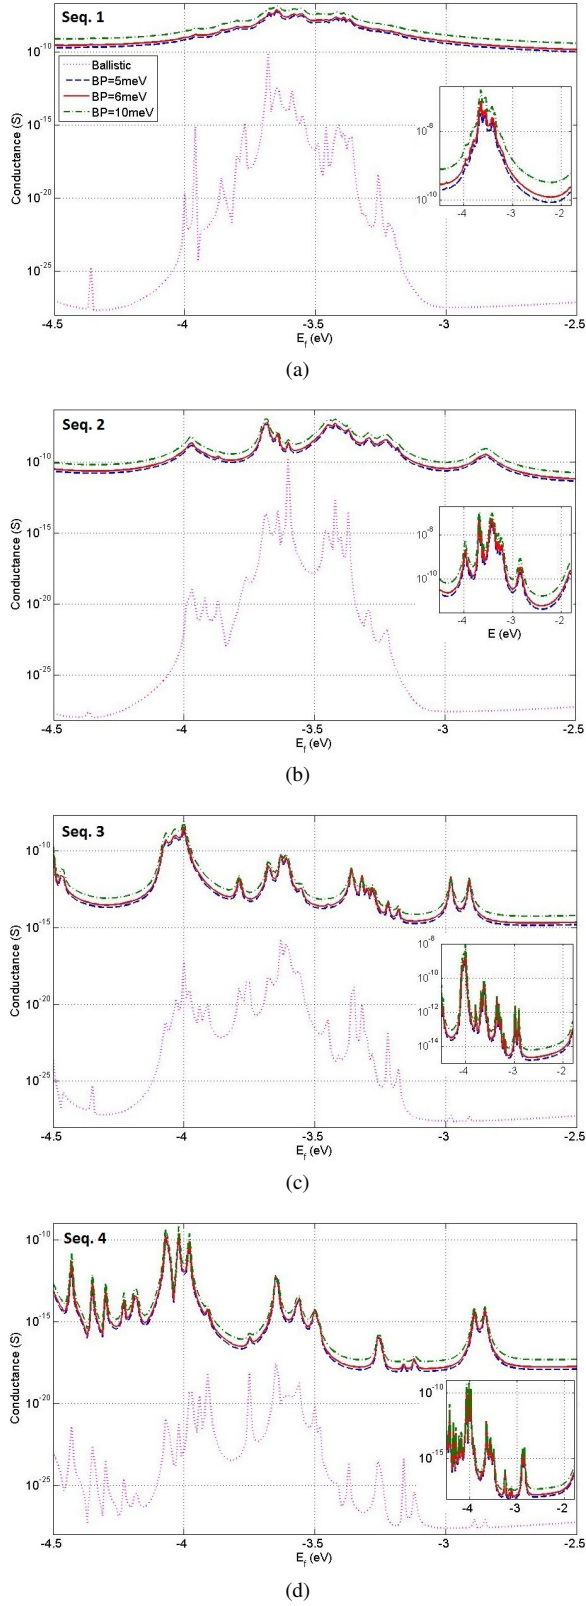 Seq. 1
10^-10
10^-15
10^-20
10^-25
Conductance (S)
Ballistic
BP=5meV
BP=6meV
BP=10meV
10^-8
10^-10
-4 -3 -2
-4.5 -4 -3.5 -3 -2.5
E_f (eV)
(a)
Seq. 2
10^-10
10^-15
10^-20
10^-25
Conductance (S)
10^-8
10^-10
-4 -3 -2
E (eV)
-4.5 -4 -3.5 -3 -2.5
E_f (eV)
(b)
Seq. 3
10^-10
10^-15
10^-20
10^-25
Conductance (S)
10^-8
10^-10
10^-12
10^-14
-4 -3 -2
-4.5 -4 -3.5 -3 -2.5
E_f (eV)
(c)
Seq. 4
10^-10
10^-15
10^-20
10^-25
Conductance (S)
10^-10
10^-15
-4 -3 -2
-4.5 -4 -3.5 -3 -2.5
E_f (eV)
(d)